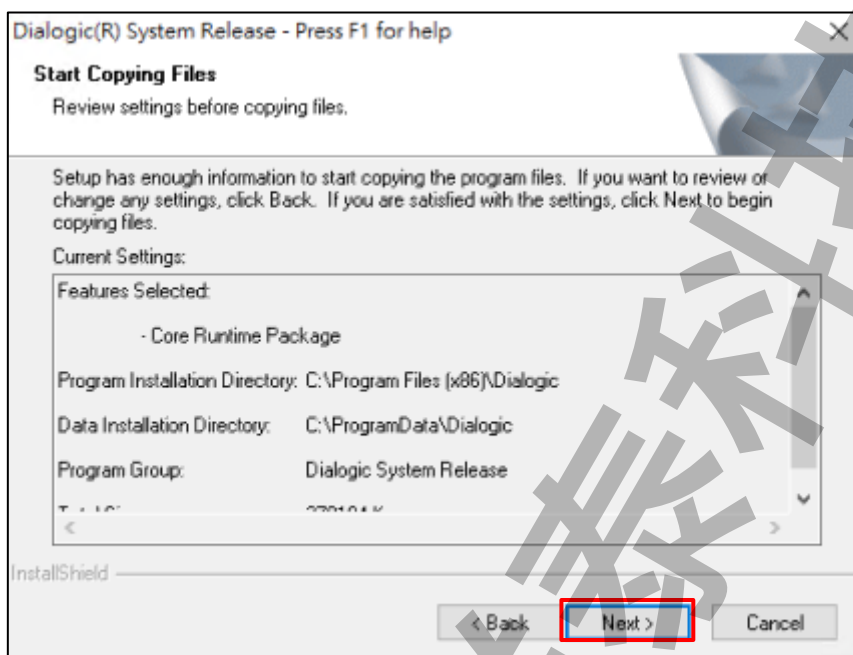 Dialogic(R) System Release - Press F1 for help
Start Copying Files
Review settings before copying files.
Setup has enough information to start copying the program files. If you want to review or
change any settings, click Back. If you are satisfied with the settings, click Next to begin
copying files.
Current Settings:
Features Selected:
- Core Runtime Package
Program Installation Directory: C:\Program Files (x86)\Dialogic
Data Installation Directory: C:\ProgramData\Dialogic
Program Group: Dialogic System Release
InstallShield
< Back Next > Cancel
泰科技